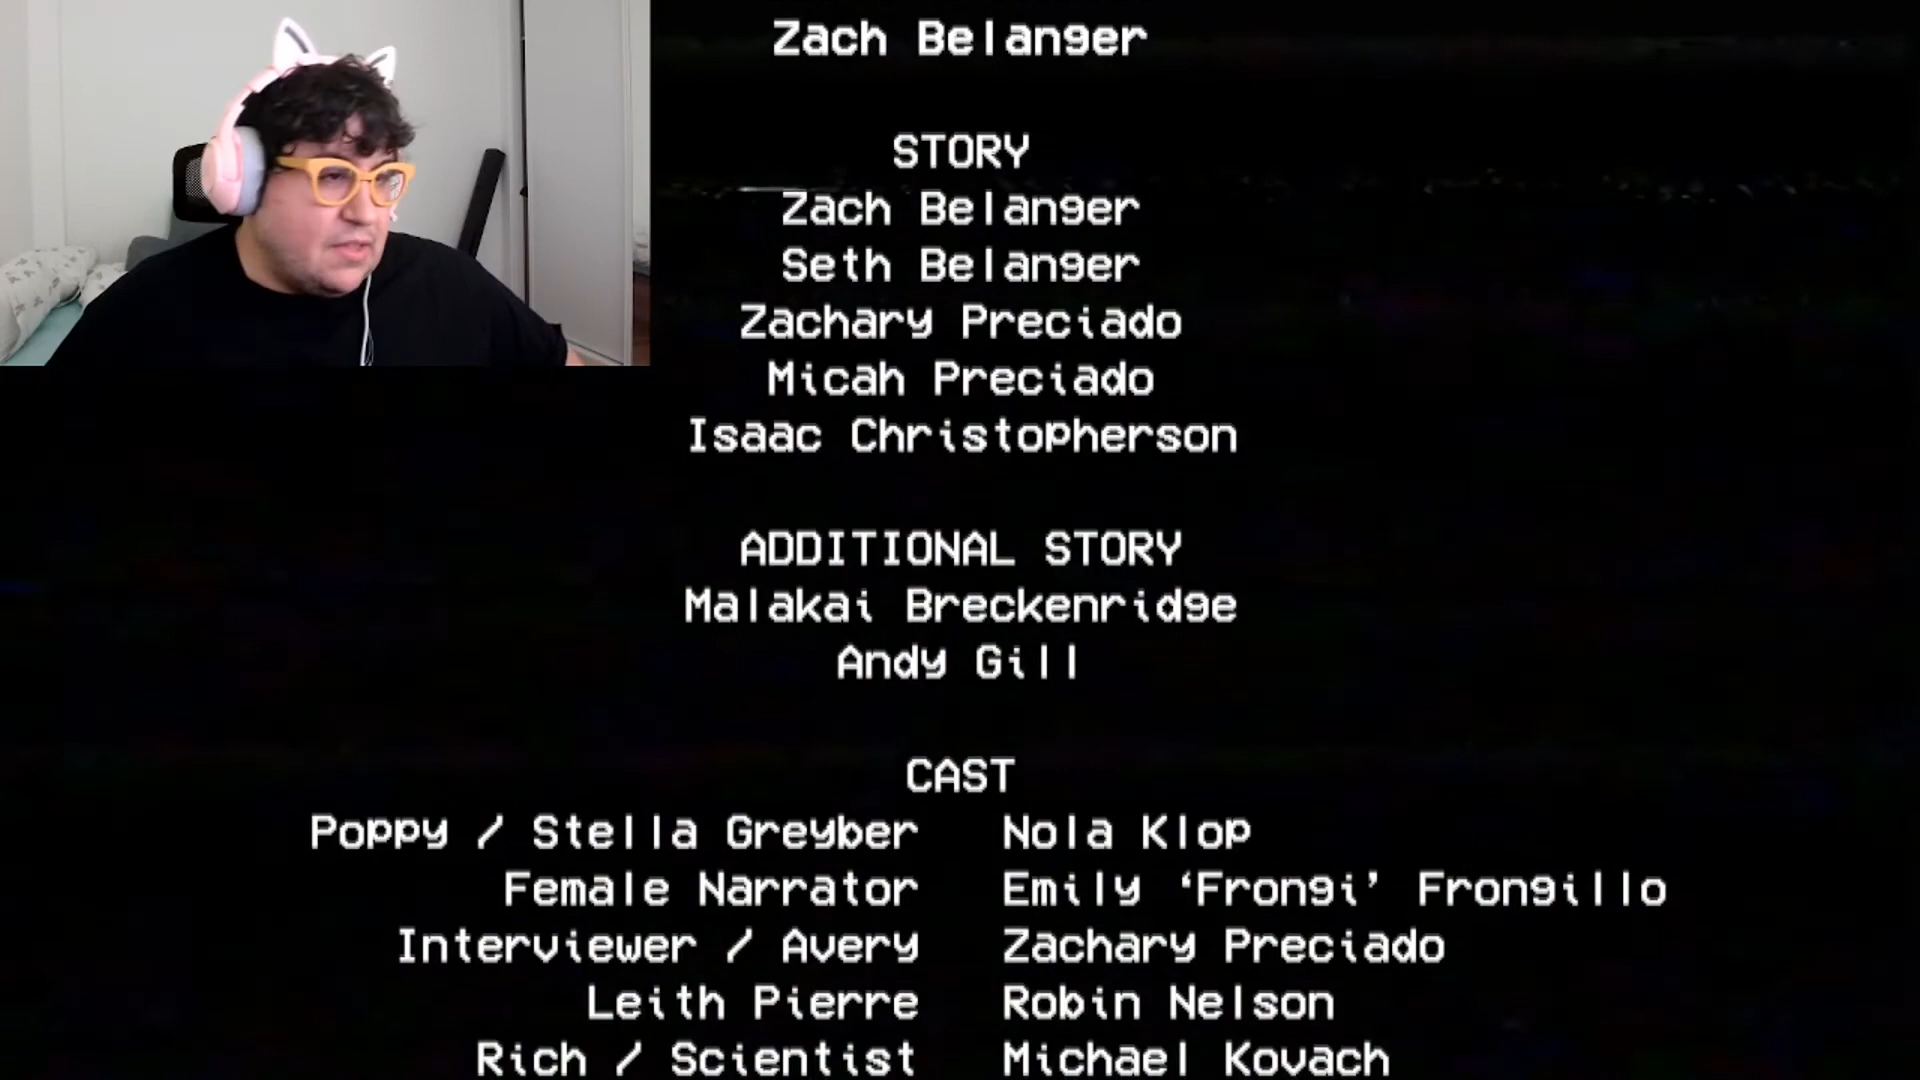 Zach Belanger
STORY
Zach Belanger
Seth Belanger
Zachary Preciado
Micah Preciado
Isaac Christopherson
ADDITIONAL STORY
Malakai Breckenridge
Andy Gill
CAST
Poppy / Stella Greyber Nola Klop
Female Narrator Emily ‘Frongi’ Frongillo
Interviewer / Avery Zachary Preciado
Leith Pierre Robin Nelson
Rich / Scientist Michael Kovach